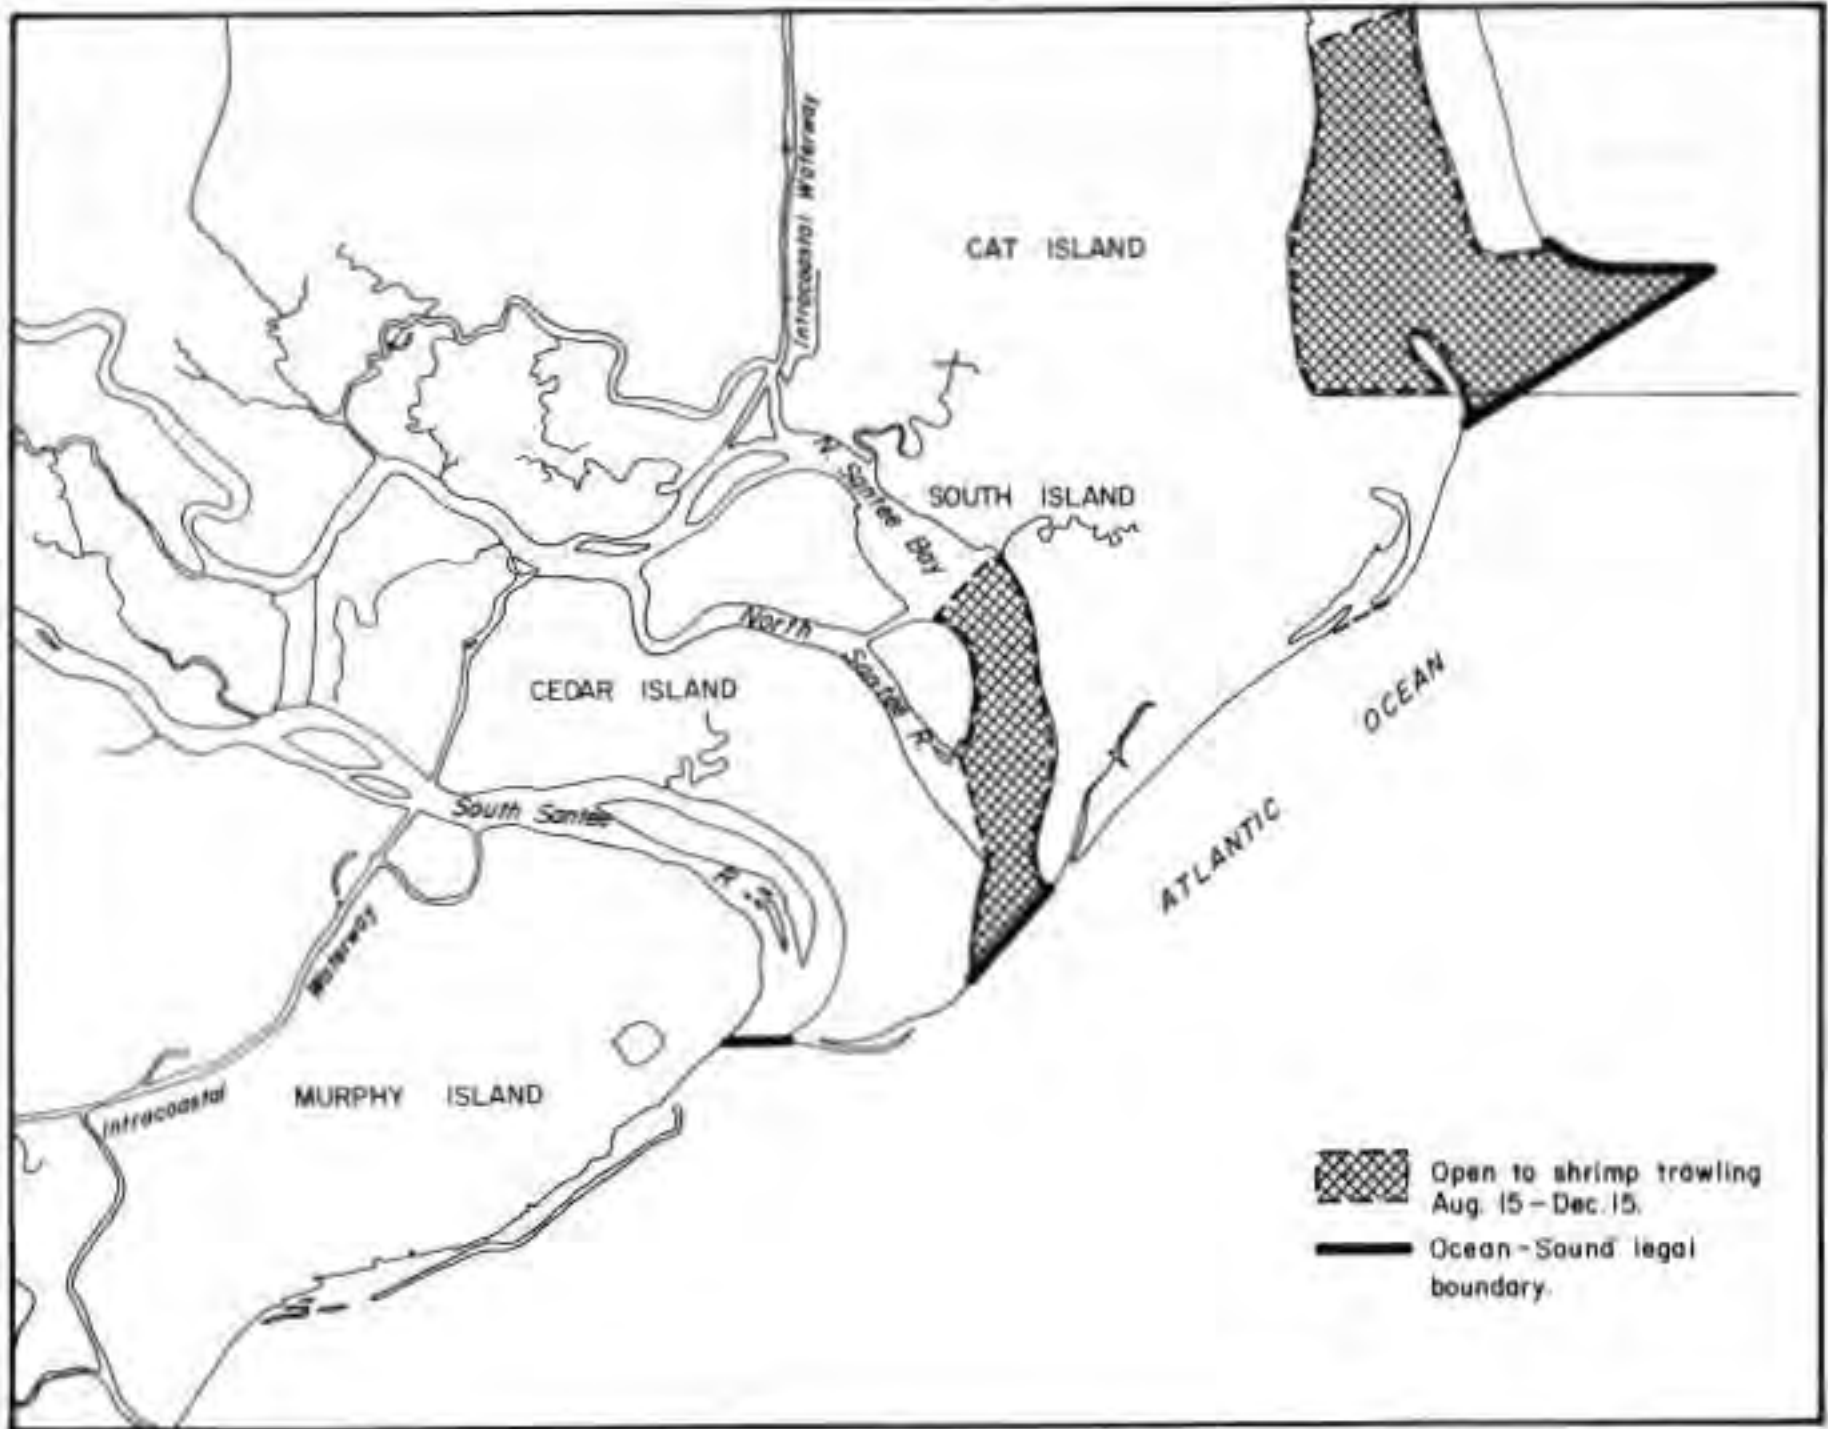 Intracoastal Waterway
CAT ISLAND
N. Santee Bay
SOUTH ISLAND
North
Santee R.
CEDAR ISLAND
OCEAN
South Santee
R.
ATLANTIC
Waterway
Intracoastal
MURPHY ISLAND
Open to shrimp trawling
Aug. 15 - Dec. 15.
Ocean - Sound legal
boundary.